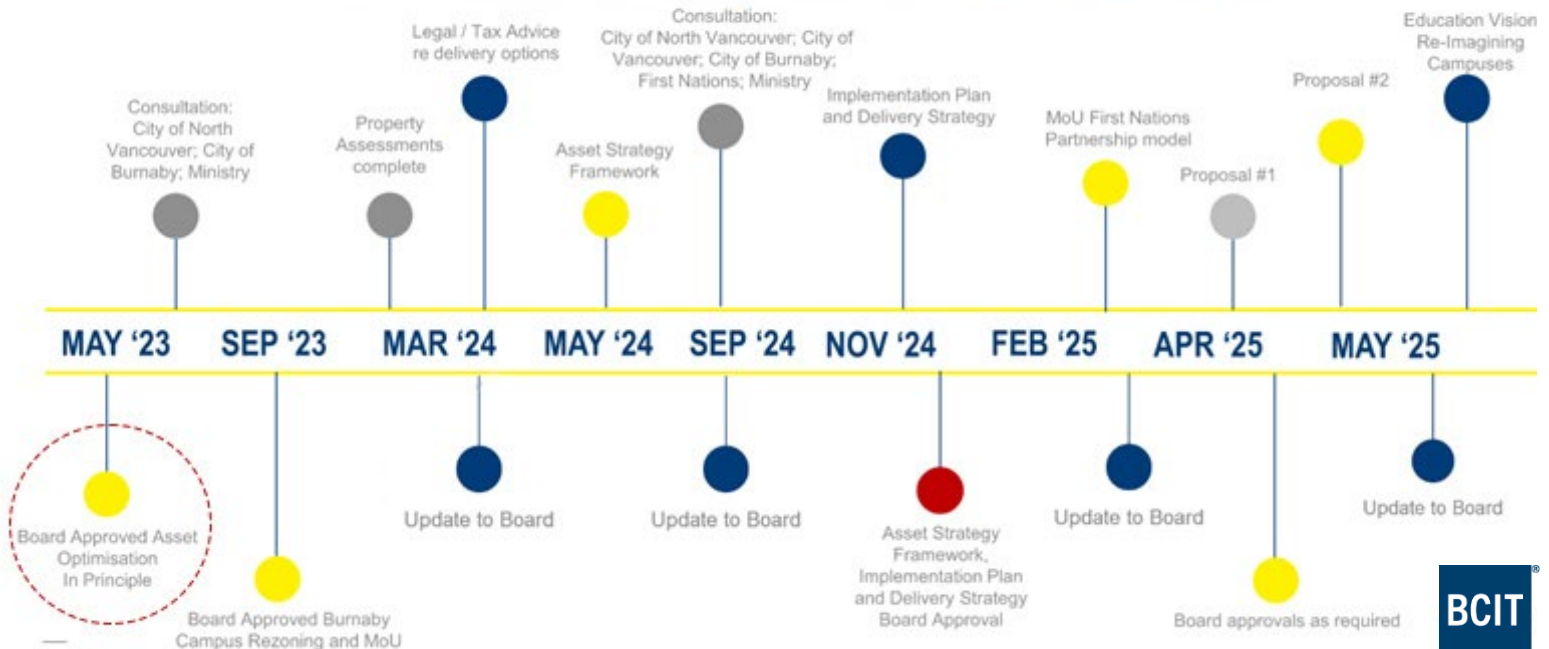 Consultation:
City of North
Vancouver; City of
Burnaby; Ministry
Property
Assessments
complete
Legal / Tax Advice
re delivery options
Asset Strategy
Framework
Consultation:
City of North Vancouver; City of
Vancouver; City of Burnaby;
First Nations; Ministry
Implementation Plan
and Delivery Strategy
MoU First Nations
Partnership model
Proposal #1
Proposal #2
Education Vision
Re-Imagining
Campuses
MAY ‘23
SEP ‘23
MAR ‘24
MAY ‘24
SEP ‘24
NOV ‘24
FEB ‘25
APR ‘25
MAY ‘25
Board Approved Asset
Optimisation
In Principle
Board Approved Burnaby
Campus Rezoning and MoU
Update to Board
Update to Board
Asset Strategy
Framework,
Implementation Plan
and Delivery Strategy
Board Approval
Update to Board
Board approvals as required
Update to Board
BCIT®